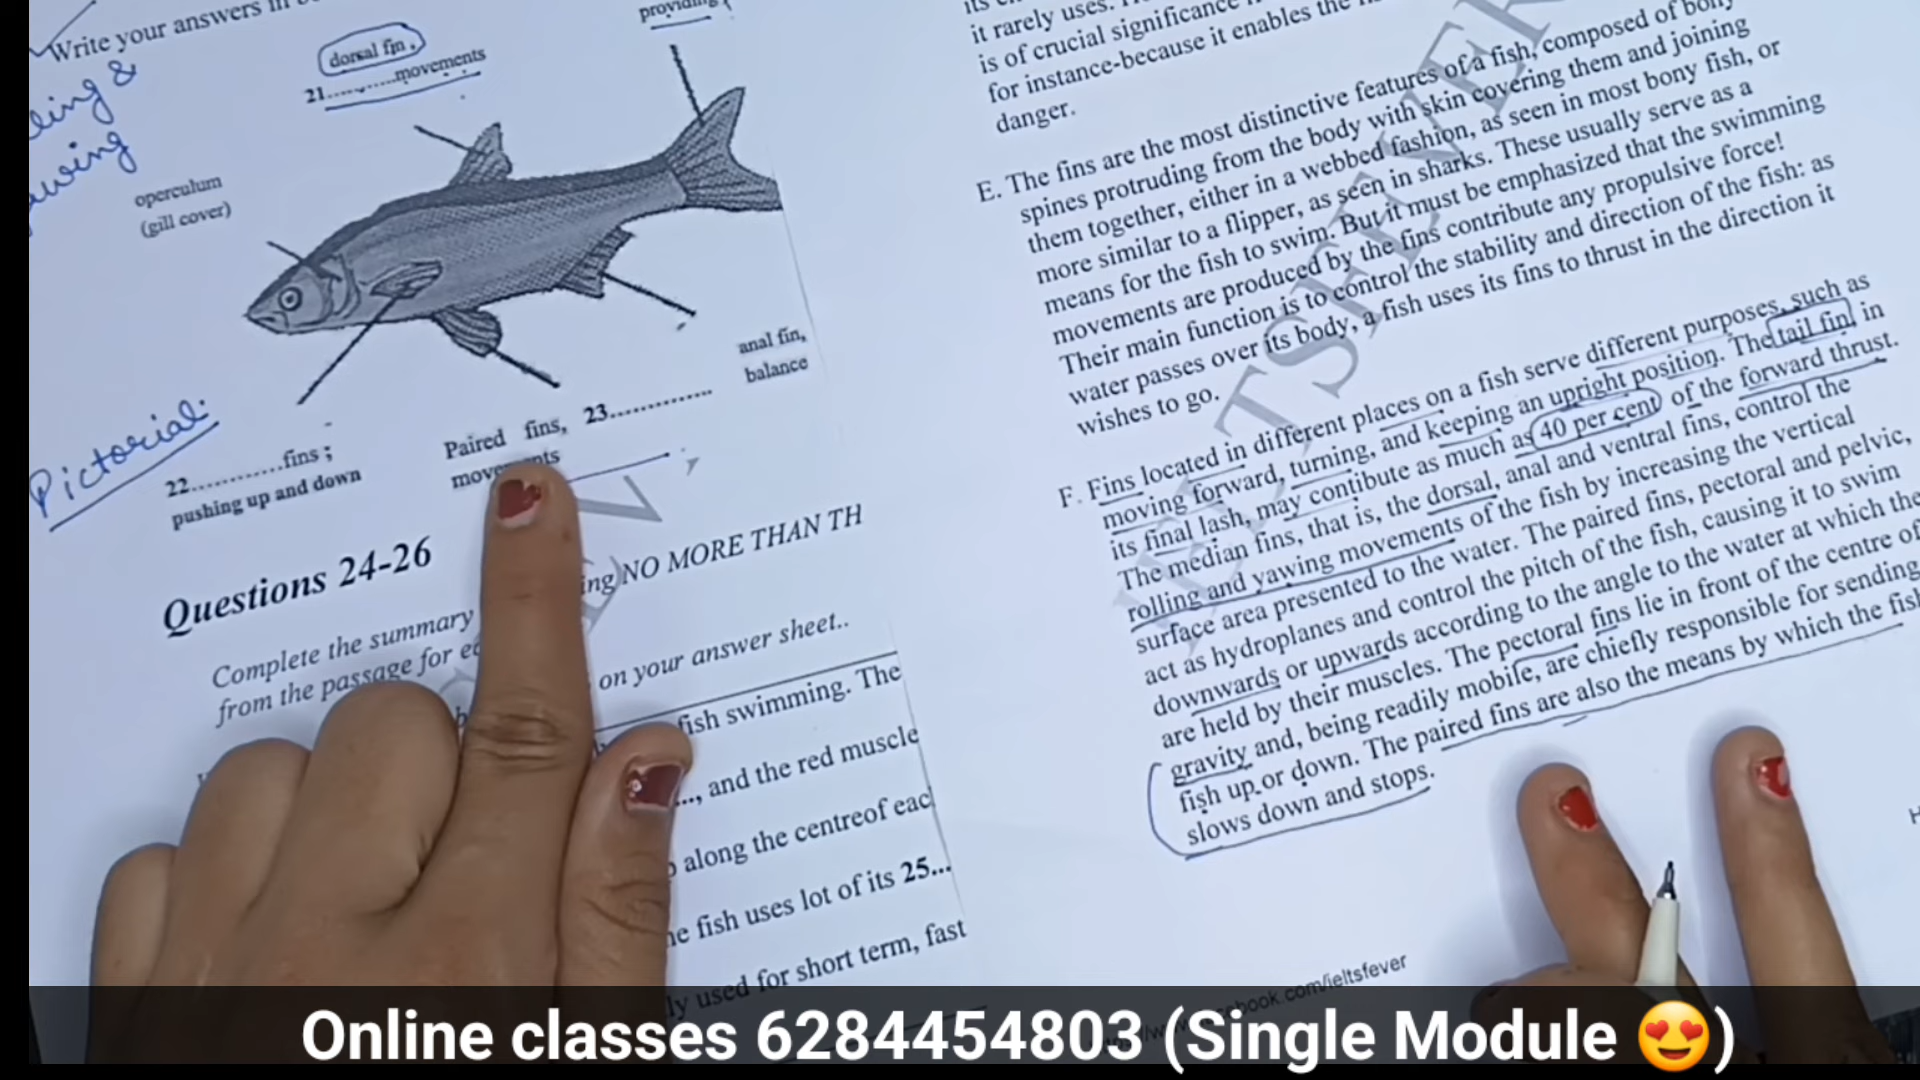 Write your answers in
dorsal fin,
21..........movements
providing
operculum
(gill cover)
anal fin,
balance
Paired fins, 23..............
22............fins ;
pushing up and down
Pictorial:
Questions 24-26
Complete the summary
NO MORE THAN TH
from the passage for
on your answer sheet..
fish swimming. The
..., and the red muscle
along the centreof eac
fish uses lot of its 25...
used for short term, fast
it rarely uses.
is of crucial significance
for instance-because it enables the
danger.
E. The fins are the most distinctive features of a fish, composed of bony
spines protruding from the body with skin covering them and joining
them together, either in a webbed fashion, as seen in most bony fish, or
more similar to a flipper, as seen in sharks. These usually serve as a
means for the fish to swim. But it must be emphasized that the swimming
movements are produced by the fins contribute any propulsive force!
Their main function is to control the stability and direction of the fish: as
water passes over its body, a fish uses its fins to thrust in the direction it
wishes to go.
F. Fins located in different places on a fish serve different purposes, such as
moving forward, turning, and keeping an upright position. The tail fin in
its final lash, may contibute as much as 40 per cent of the forward thrust.
The median fins, that is, the dorsal, anal and ventral fins, control the
rolling and yawing movements of the fish by increasing the vertical
surface area presented to the water. The paired fins, pectoral and pelvic,
act as hydroplanes and control the pitch of the fish, causing it to swim
downwards or upwards according to the angle to the water at which the
are held by their muscles. The pectoral fins lie in front of the centre of
gravity and, being readily mobile, are chiefly responsible for sending
fish up or down. The paired fins are also the means by which the fish
slows down and stops.
Online classes 6284454803 (Single Module 😍)